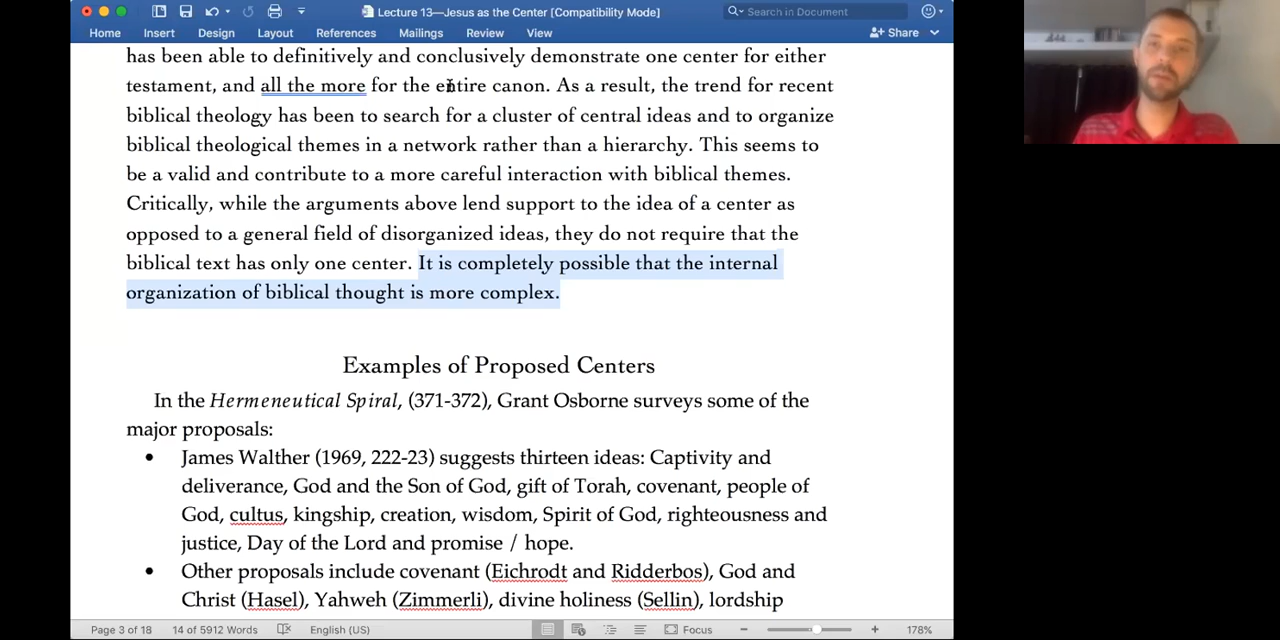 Lecture 13—Jesus as the Center [Compatibility Mode]
Search in Document
Home Insert Design Layout References Mailings Review View Share
has been able to definitively and conclusively demonstrate one center for either
testament, and all the more for the entire canon. As a result, the trend for recent
biblical theology has been to search for a cluster of central ideas and to organize
biblical theological themes in a network rather than a hierarchy. This seems to
be a valid and contribute to a more careful interaction with biblical themes.
Critically, while the arguments above lend support to the idea of a center as
opposed to a general field of disorganized ideas, they do not require that the
biblical text has only one center. It is completely possible that the internal
organization of biblical thought is more complex.
Examples of Proposed Centers
In the Hermeneutical Spiral, (371-372), Grant Osborne surveys some of the
major proposals:
• James Walther (1969, 222-23) suggests thirteen ideas: Captivity and
deliverance, God and the Son of God, gift of Torah, covenant, people of
God, cultus, kingship, creation, wisdom, Spirit of God, righteousness and
justice, Day of the Lord and promise / hope.
• Other proposals include covenant (Eichrodt and Ridderbos), God and
Christ (Hasel), Yahweh (Zimmerli), divine holiness (Sellin), lordship
Page 3 of 18 14 of 5912 Words English (US) Focus 178%